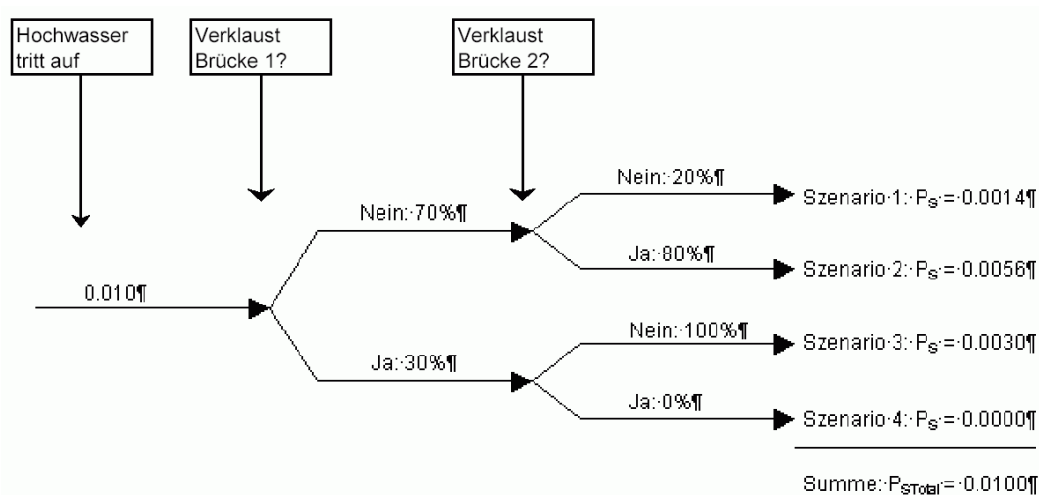 Hochwasser
tritt auf
Verklaust
Brücke 1?
Verklaust
Brücke 2?
Nein:·20%¶
Szenario·1:·PS·=·0.0014¶
Nein:·70%¶
Ja:·80%¶
Szenario·2:·PS·=·0.0056¶
0.010¶
Nein:·100%¶
Szenario·3:·PS·=·0.0030¶
Ja:·30%¶
Ja:·0%¶
Szenario·4:·PS·=·0.0000¶
Summe:·PSTotal·=·0.0100¶